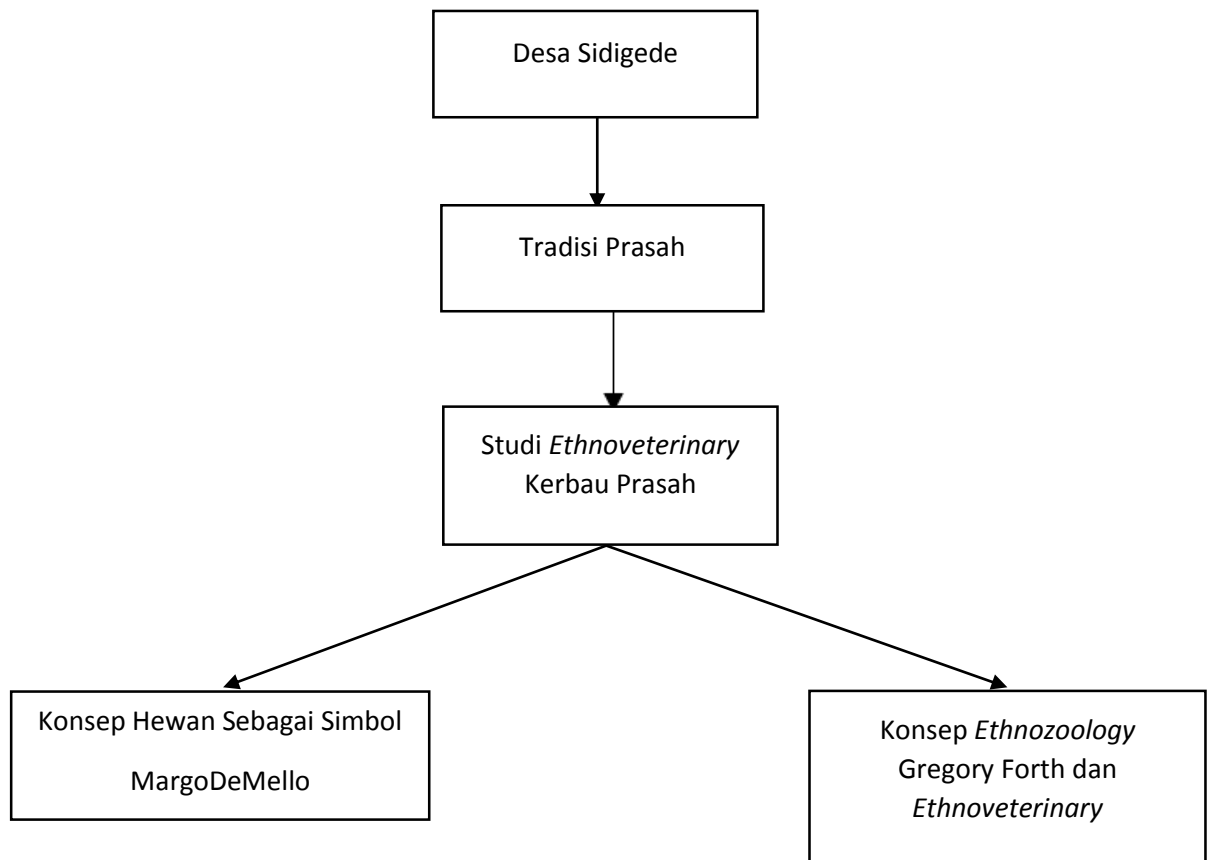 Desa Sidigede
Tradisi Prasah
Studi Ethnoveterinary
Kerbau Prasah
Konsep Hewan Sebagai Simbol
MargoDeMello
Konsep Ethnozoology
Gregory Forth dan
Ethnoveterinary